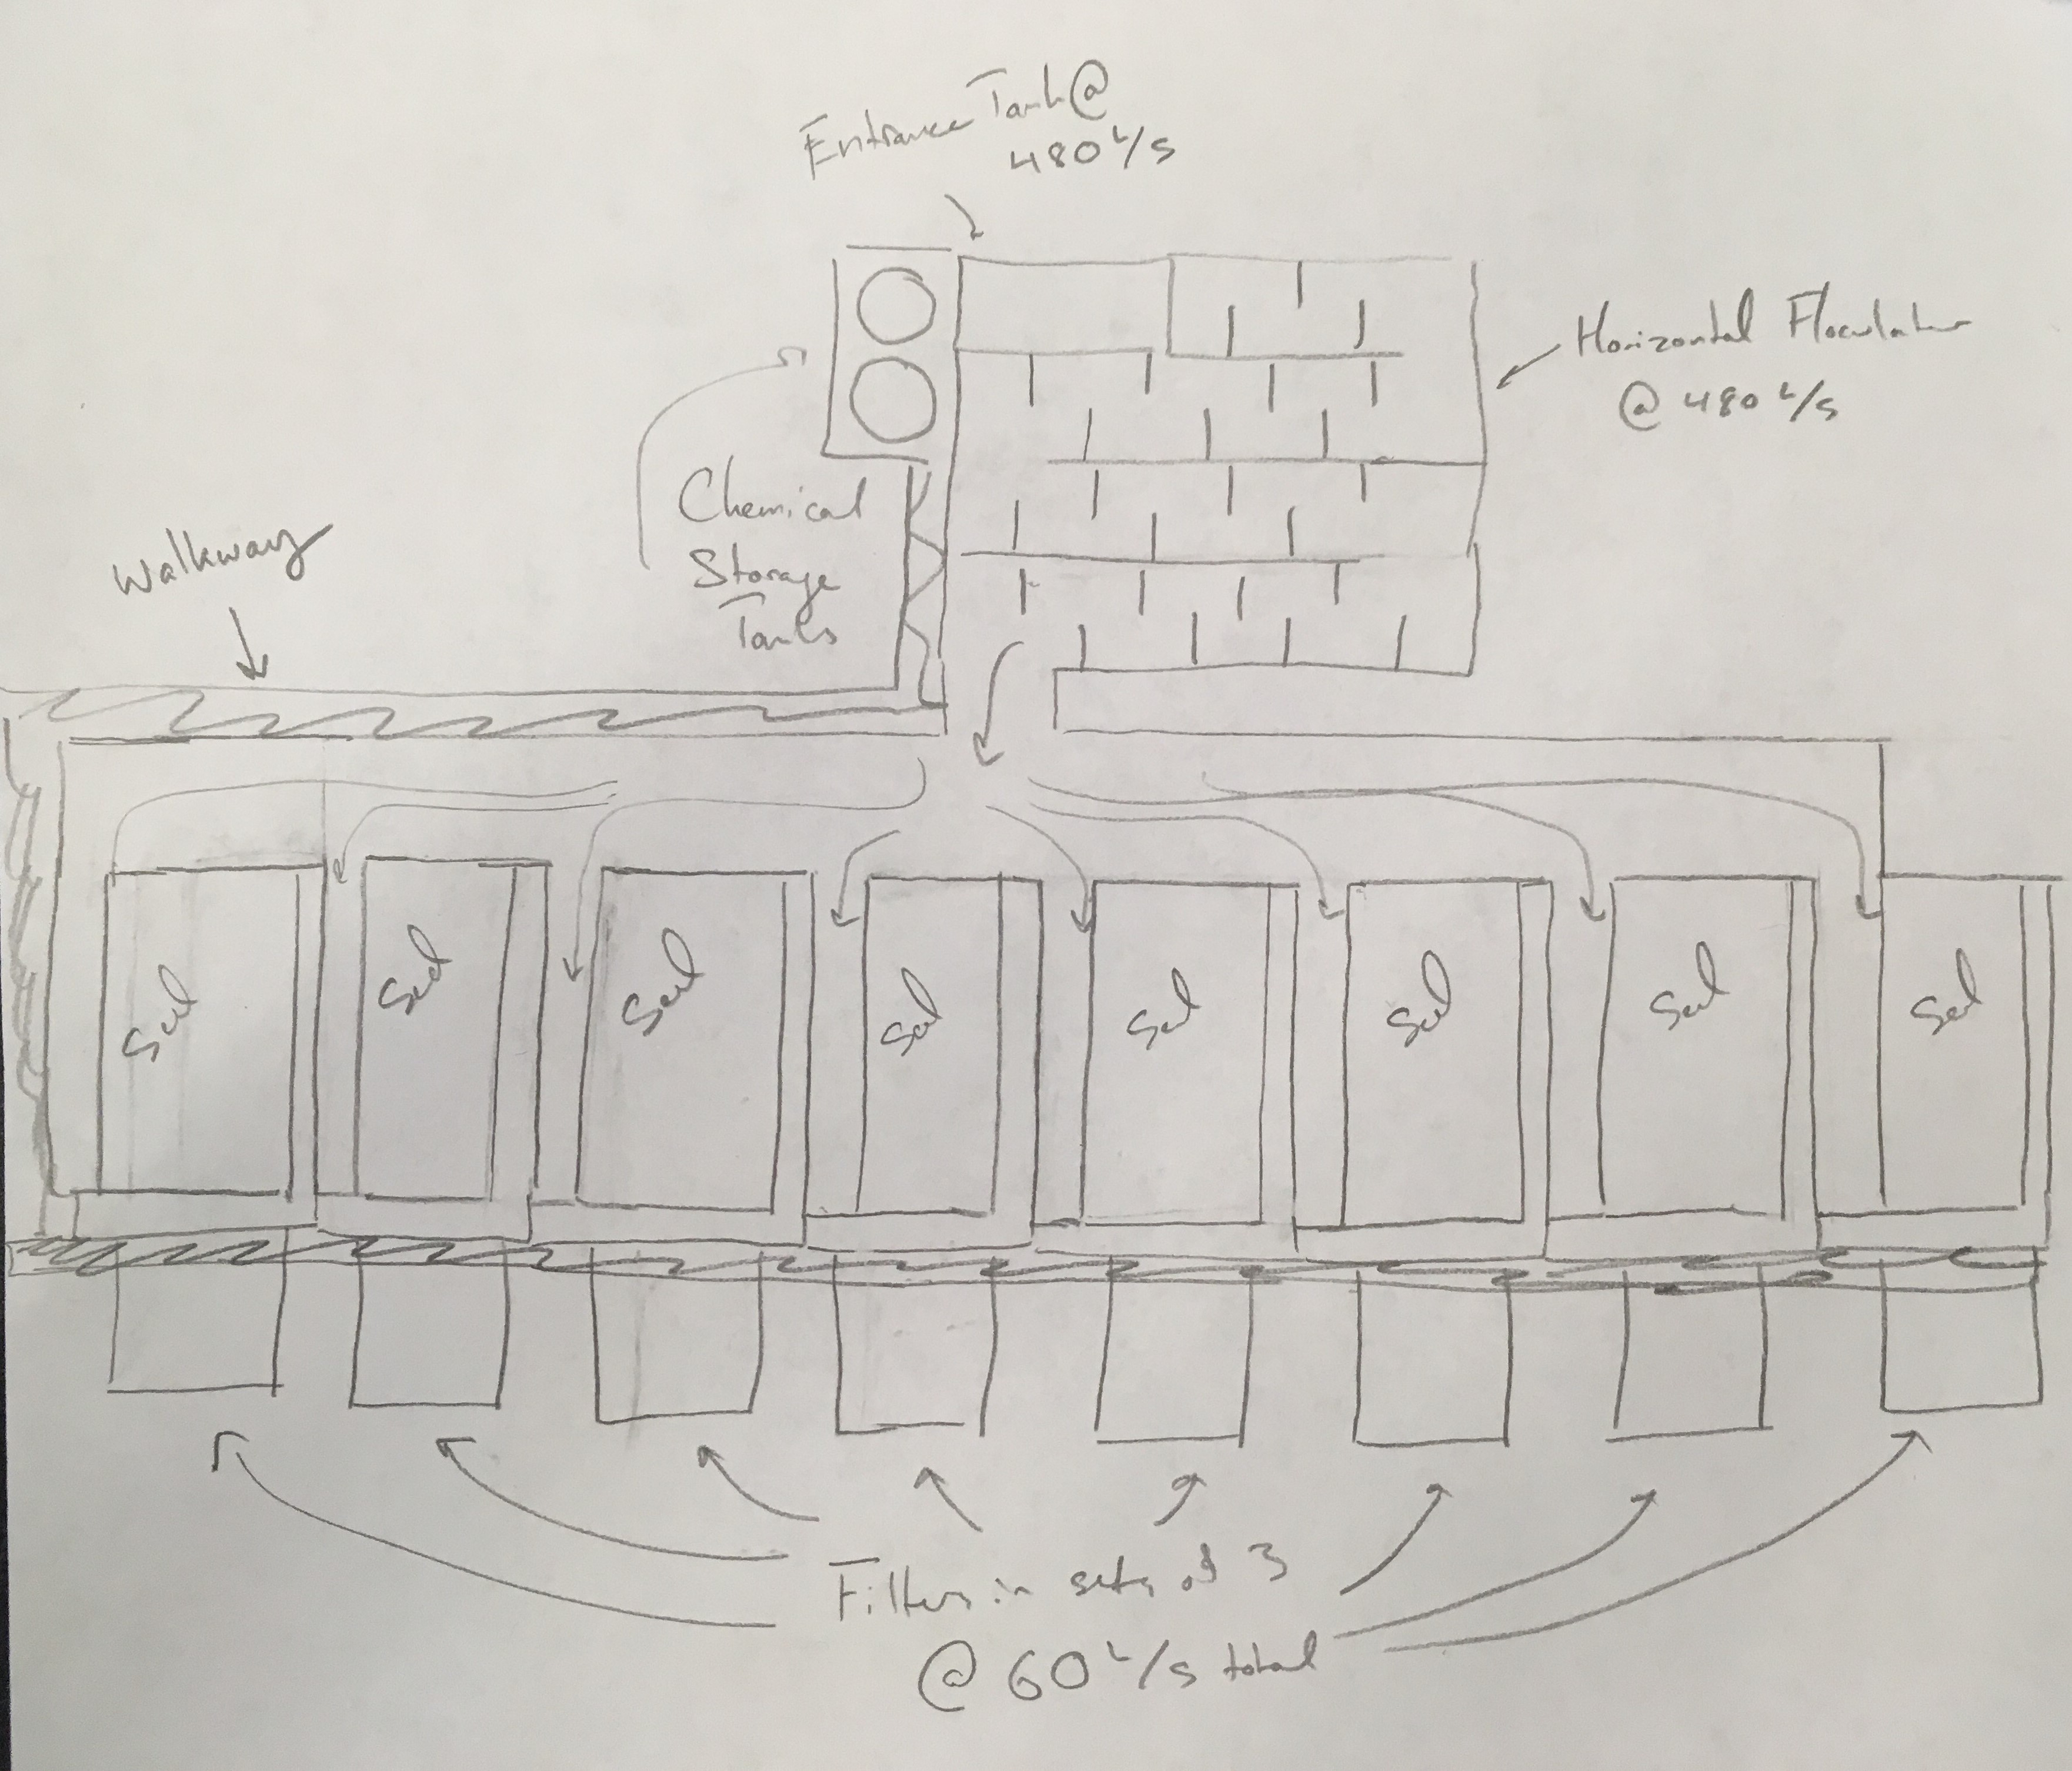 Entrance Tank @
480 L/s
Horizontal Floculator
@ 480 L/s
Chemical
Storage
Tanks
Walkway
Sed
Sed
Sed
Sed
Sed
Sed
Sed
Sed
Filters in sets of 3
@ 60 L/s total